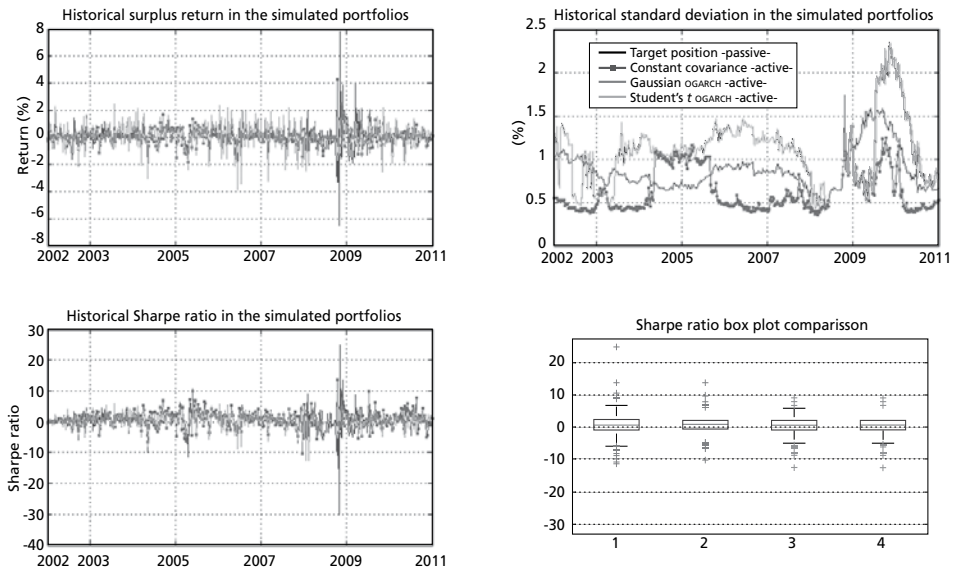 Historical surplus return in the simulated portfolios
8
6
4
2
0
-2
-4
-6
-8
Return (%)
2002 2003 2005 2007 2009 2011
Historical standard deviation in the simulated portfolios
2.5
2
1.5
1
0.5
0
(%)
Target position -passive-
Constant covariance -active-
Gaussian OGARCH -active-
Student's t OGARCH -active-
2002 2003 2005 2007 2009 2011
Historical Sharpe ratio in the simulated portfolios
30
20
10
0
-10
-20
-30
-40
Sharpe ratio
2002 2003 2005 2007 2009 2011
Sharpe ratio box plot comparisson
20
10
0
-10
-20
-30
1 2 3 4